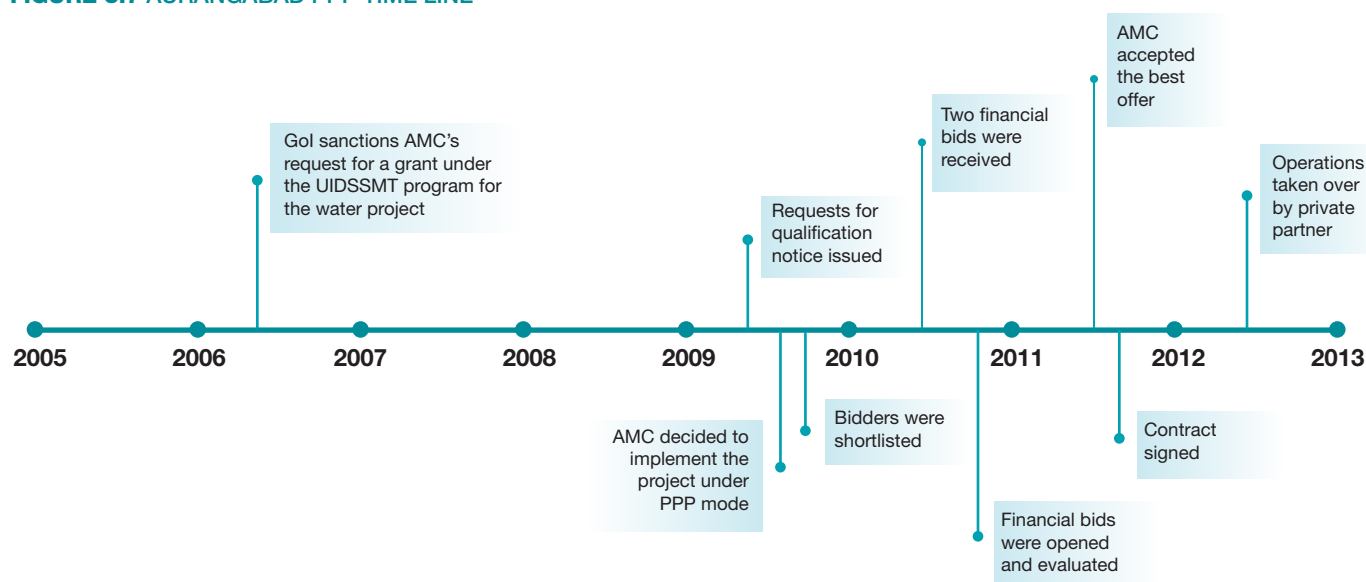 GoI sanctions AMC's
request for a grant under
the UIDSSMT program for
the water project
Requests for
qualification
notice issued
Two financial
bids were
received
AMC
accepted
the best
offer
Operations
taken over
by private
partner
2005
2006
2007
2008
2009
2010
2011
2012
2013
AMC decided to
implement the
project under
PPP mode
Bidders were
shortlisted
Financial bids
were opened
and evaluated
Contract
signed